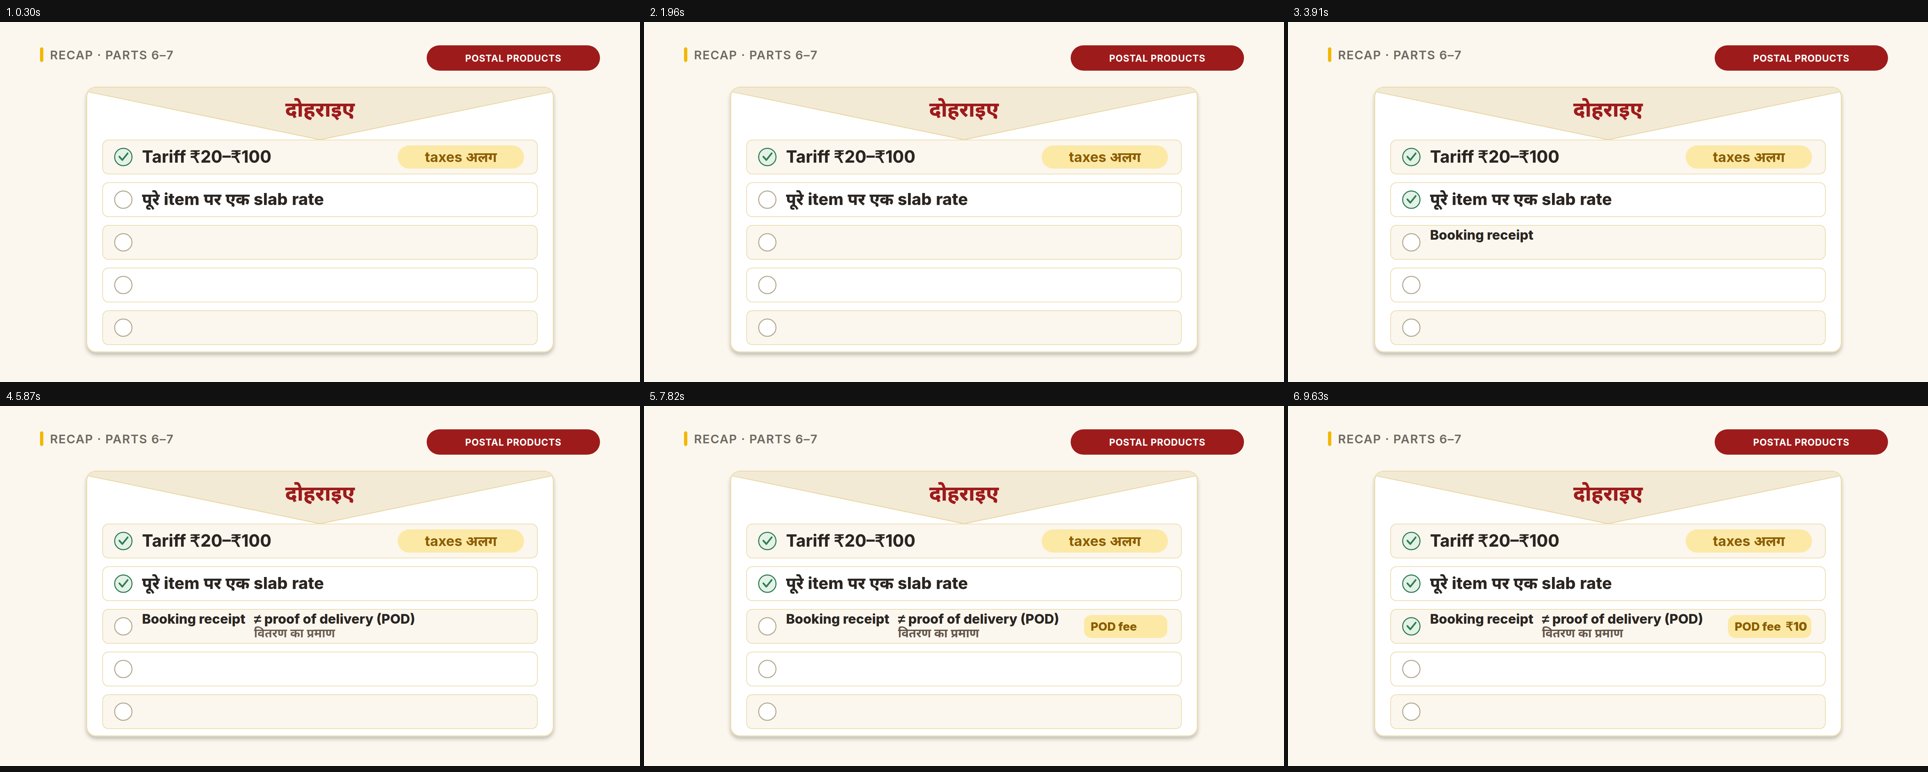 1. 0.30s
RECAP · PARTS 6–7
POSTAL PRODUCTS
दोहराइए
Tariff ₹20–₹100
taxes अलग
पूरे item पर एक slab rate
2. 1.96s
RECAP · PARTS 6–7
POSTAL PRODUCTS
दोहराइए
Tariff ₹20–₹100
taxes अलग
पूरे item पर एक slab rate
3. 3.91s
RECAP · PARTS 6–7
POSTAL PRODUCTS
दोहराइए
Tariff ₹20–₹100
taxes अलग
पूरे item पर एक slab rate
Booking receipt
4. 5.87s
RECAP · PARTS 6–7
POSTAL PRODUCTS
दोहराइए
Tariff ₹20–₹100
taxes अलग
पूरे item पर एक slab rate
Booking receipt ≠ proof of delivery (POD)
वितरण का प्रमाण
5. 7.82s
RECAP · PARTS 6–7
POSTAL PRODUCTS
दोहराइए
Tariff ₹20–₹100
taxes अलग
पूरे item पर एक slab rate
Booking receipt ≠ proof of delivery (POD)
वितरण का प्रमाण
POD fee
6. 9.63s
RECAP · PARTS 6–7
POSTAL PRODUCTS
दोहराइए
Tariff ₹20–₹100
taxes अलग
पूरे item पर एक slab rate
Booking receipt ≠ proof of delivery (POD)
वितरण का प्रमाण
POD fee ₹10